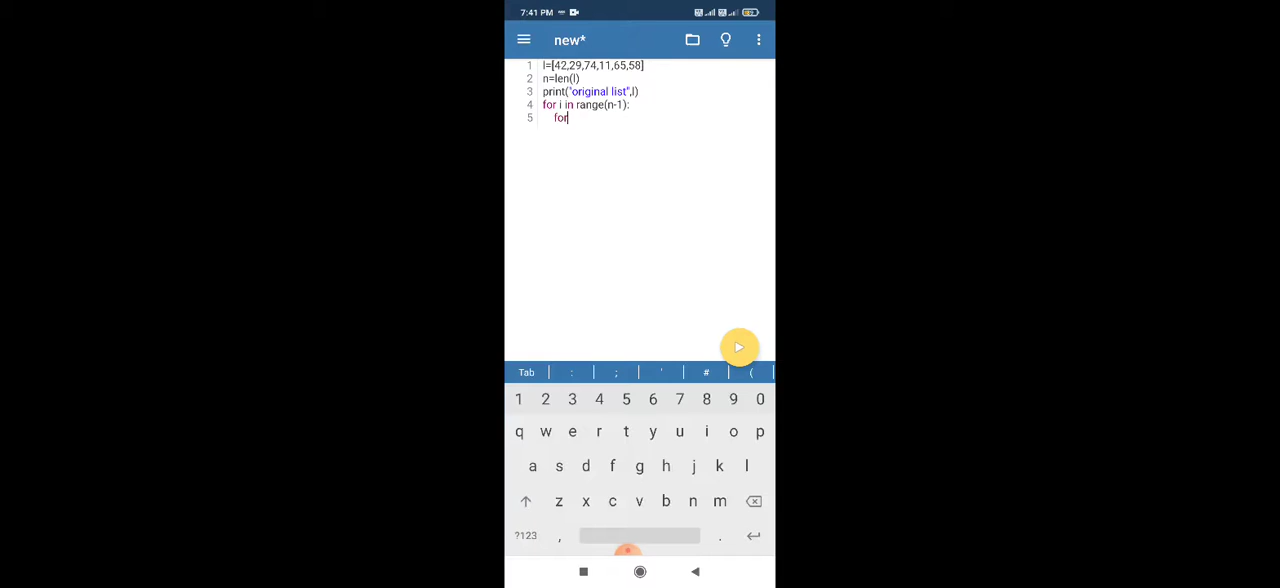 7:41 PM
new*
1 l=[42,29,74,11,65,58]
2 n=len(l)
3 print("original list",l)
4 for i in range(n-1):
5 for
Tab : ; ' # (
1 2 3 4 5 6 7 8 9 0
q w e r t y u i o p
a s d f g h j k l
z x c v b n m
?123 , .